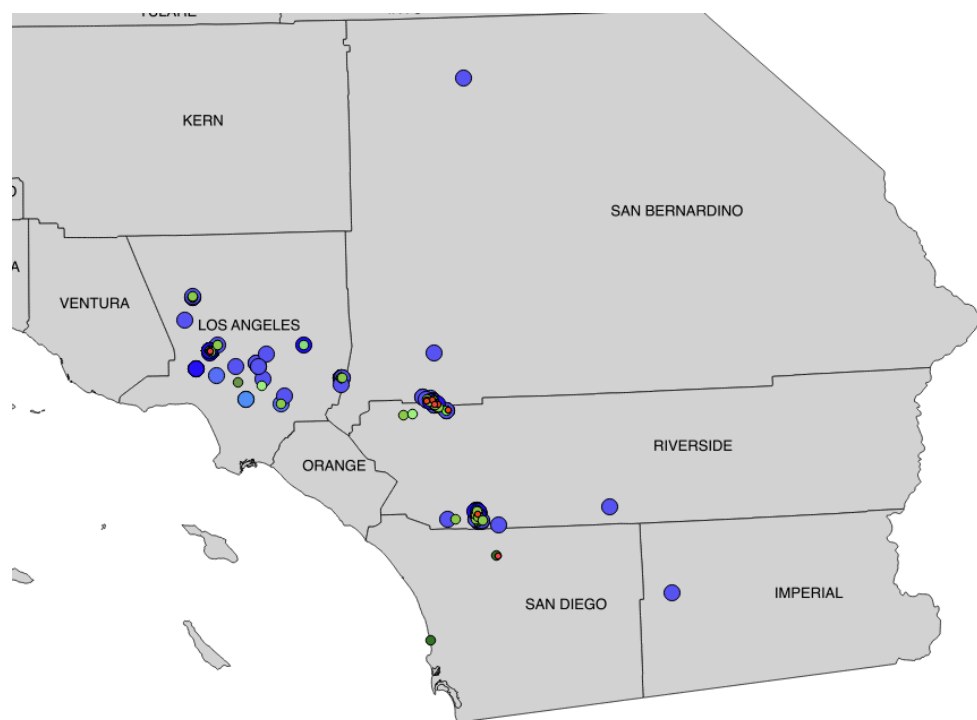 KERN
SAN BERNARDINO
VENTURA
LOS ANGELES
ORANGE
RIVERSIDE
SAN DIEGO
IMPERIAL